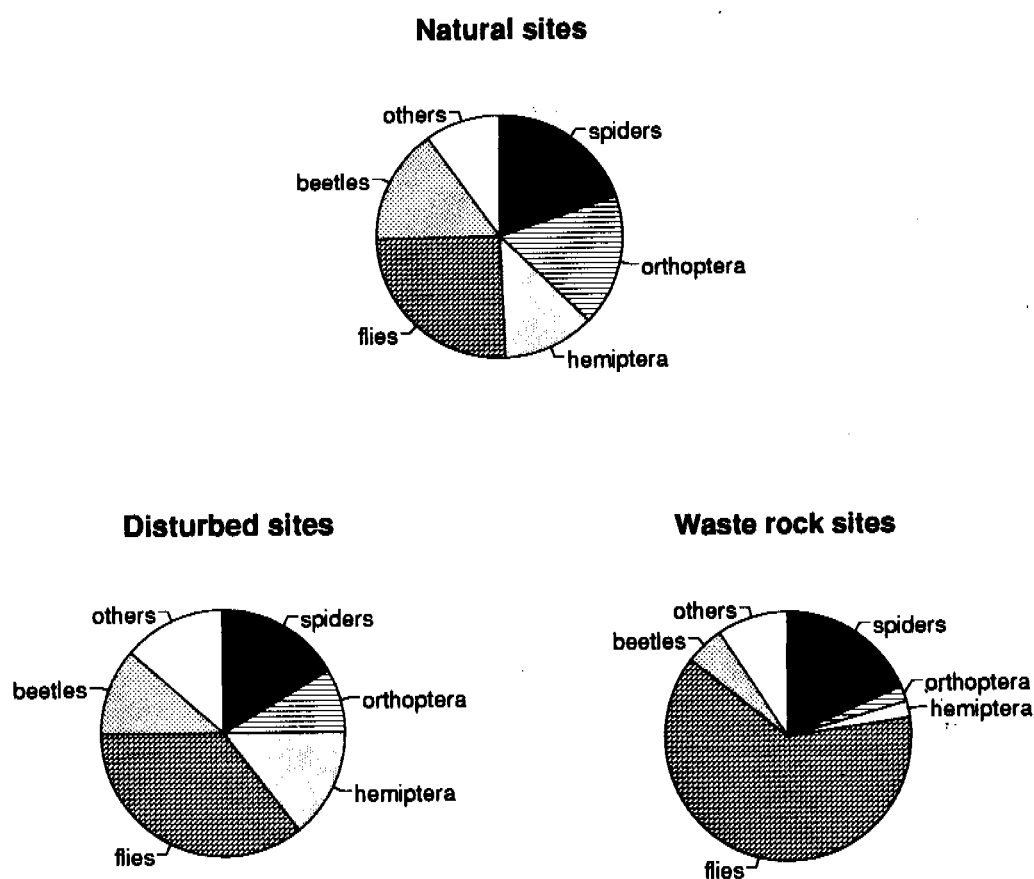 Natural sites
others
spiders
beetles
orthoptera
flies
hemiptera
Disturbed sites
others
spiders
beetles
orthoptera
hemiptera
flies
Waste rock sites
others
spiders
beetles
orthoptera
hemiptera
flies